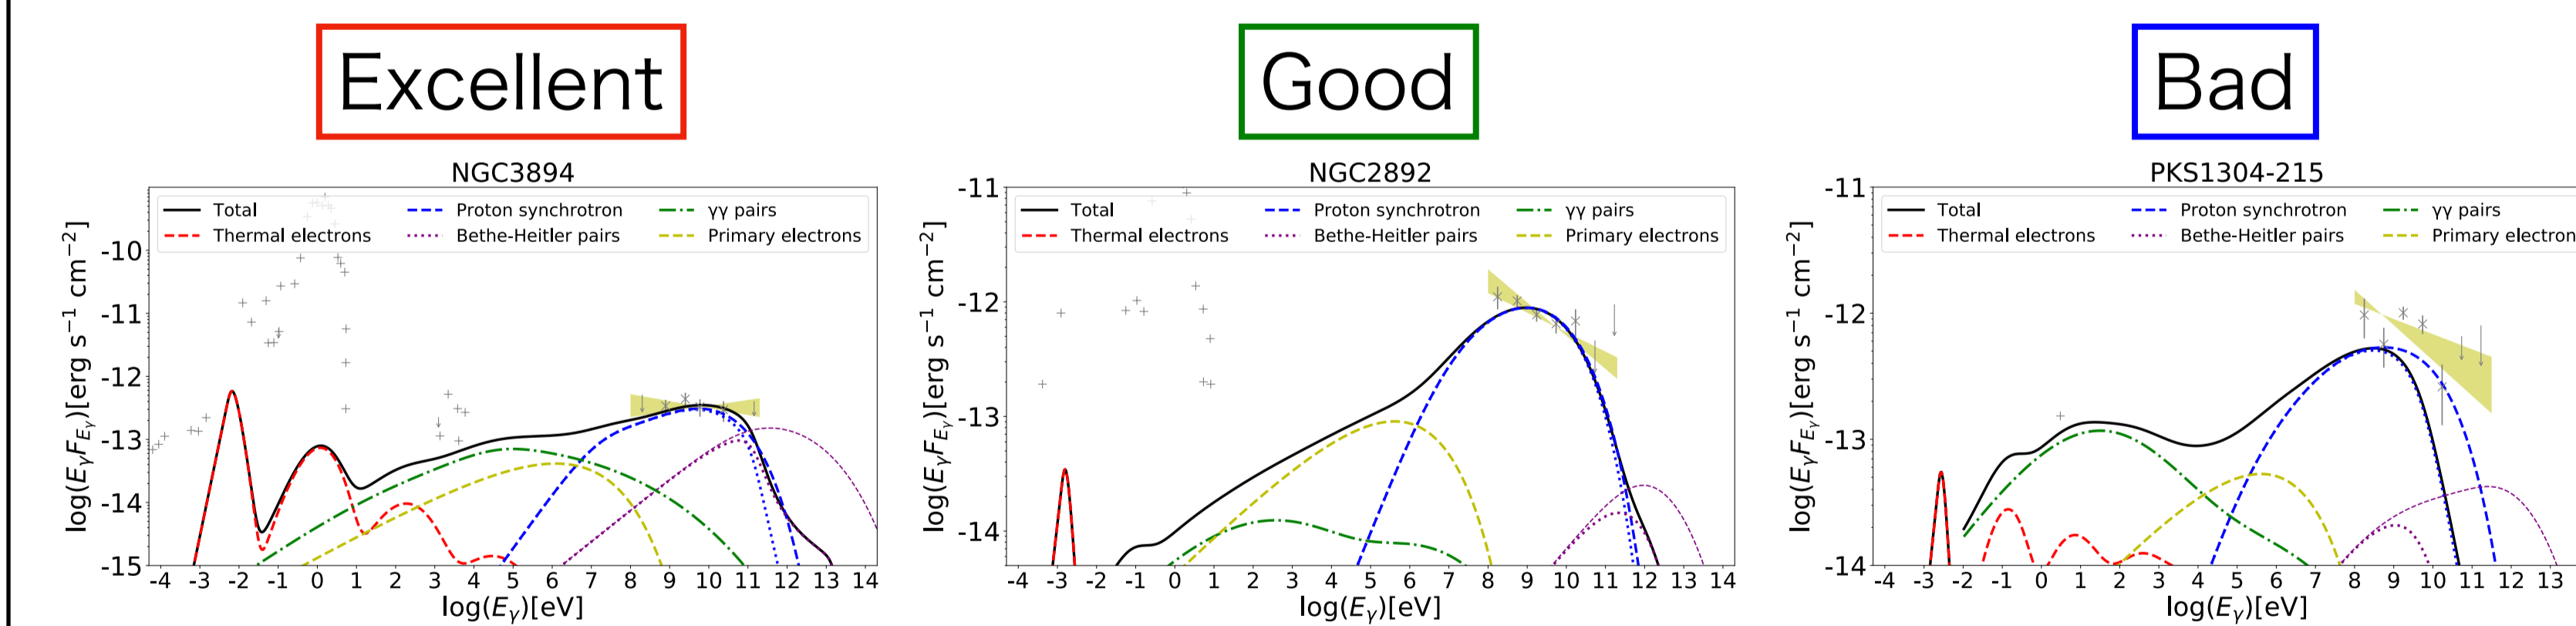 Excellent
Good
Bad
NGC3894
Total
Thermal electrons
Proton synchrotron
Bethe-Heitler pairs
γγ pairs
Primary electrons
log(EγFEγ)[erg s⁻¹ cm⁻²]
-10
-11
-12
-13
-14
-15
-4 -3 -2 -1 0 1 2 3 4 5 6 7 8 9 10 11 12 13 14
log(Eγ)[eV]
NGC2892
Total
Thermal electrons
Proton synchrotron
Bethe-Heitler pairs
γγ pairs
Primary electrons
log(EγFEγ)[erg s⁻¹ cm⁻²]
-11
-12
-13
-14
-4 -3 -2 -1 0 1 2 3 4 5 6 7 8 9 10 11 12 13 14
log(Eγ)[eV]
PKS1304-215
Total
Thermal electrons
Proton synchrotron
Bethe-Heitler pairs
γγ pairs
Primary electron
log(EγFEγ)[erg s⁻¹ cm⁻²]
-11
-12
-13
-14
-4 -3 -2 -1 0 1 2 3 4 5 6 7 8 9 10 11 12 13
log(Eγ)[eV]